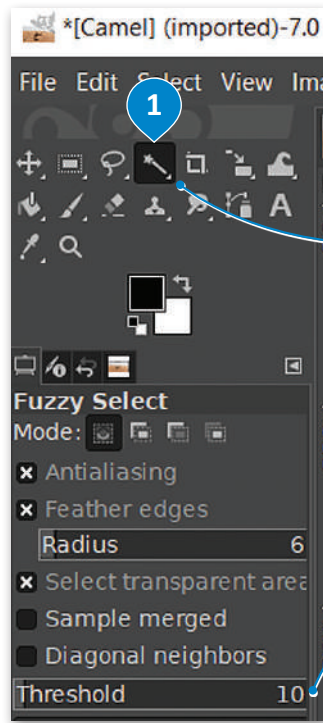 *[Camel] (imported)-7.0
File Edit Select View Ima
1
A
Fuzzy Select
Mode:
Antialiasing
Feather edges
Radius 6
Select transparent area
Sample merged
Diagonal neighbors
Threshold 10